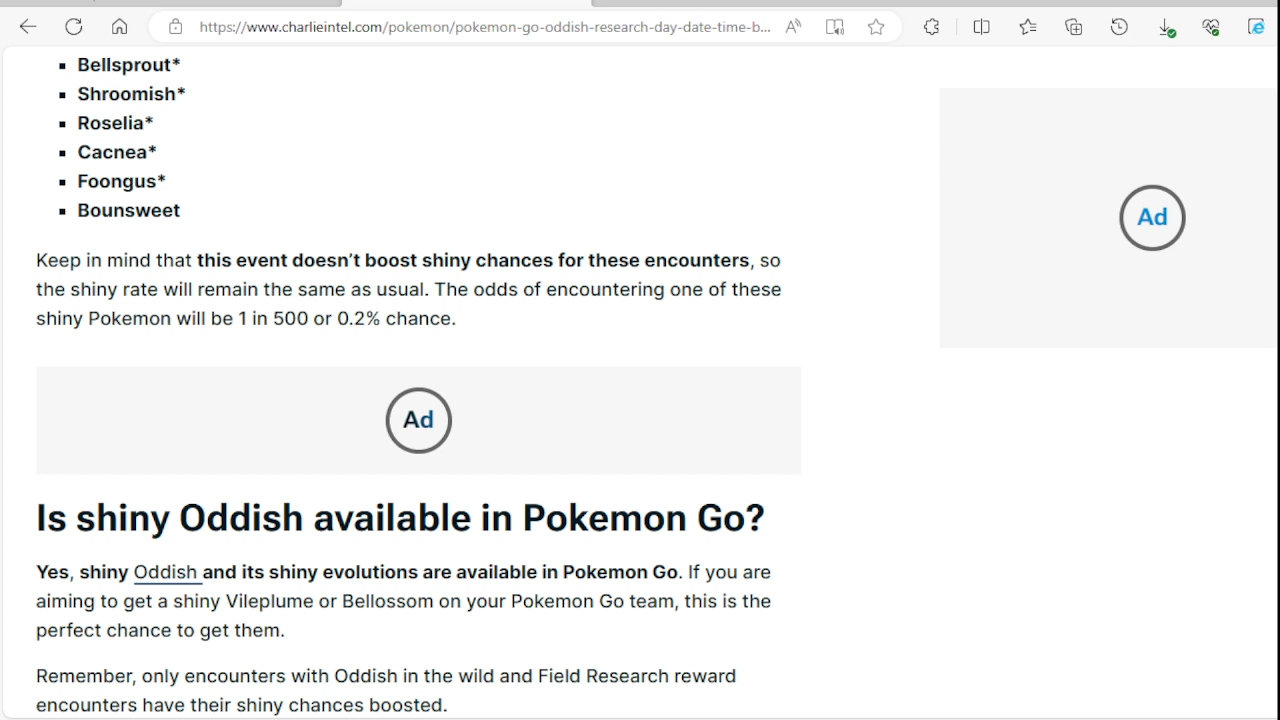 https://www.charlieintel.com/pokemon/pokemon-go-oddish-research-day-date-time-b...
Bellsprout*
Shroomish*
Roselia*
Cacnea*
Foongus*
Bounsweet
Ad
Keep in mind that this event doesn't boost shiny chances for these encounters, so
the shiny rate will remain the same as usual. The odds of encountering one of these
shiny Pokemon will be 1 in 500 or 0.2% chance.
Ad
Is shiny Oddish available in Pokemon Go?
Yes, shiny Oddish and its shiny evolutions are available in Pokemon Go. If you are
aiming to get a shiny Vileplume or Bellossom on your Pokemon Go team, this is the
perfect chance to get them.
Remember, only encounters with Oddish in the wild and Field Research reward
encounters have their shiny chances boosted.